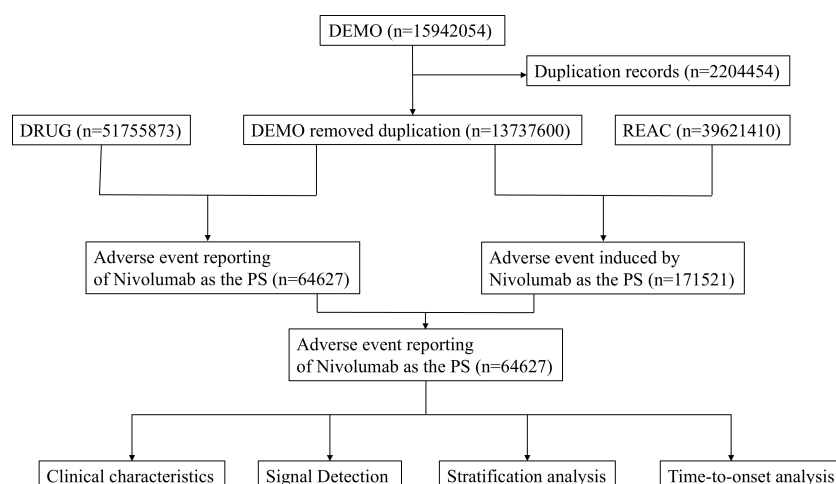 DEMO (n=15942054)
Duplication records (n=2204454)
DRUG (n=51755873)
DEMO removed duplication (n=13737600)
REAC (n=39621410)
Adverse event reporting
of Nivolumab as the PS (n=64627)
Adverse event induced by
Nivolumab as the PS (n=171521)
Adverse event reporting
of Nivolumab as the PS (n=64627)
Clinical characteristics
Signal Detection
Stratification analysis
Time-to-onset analysis